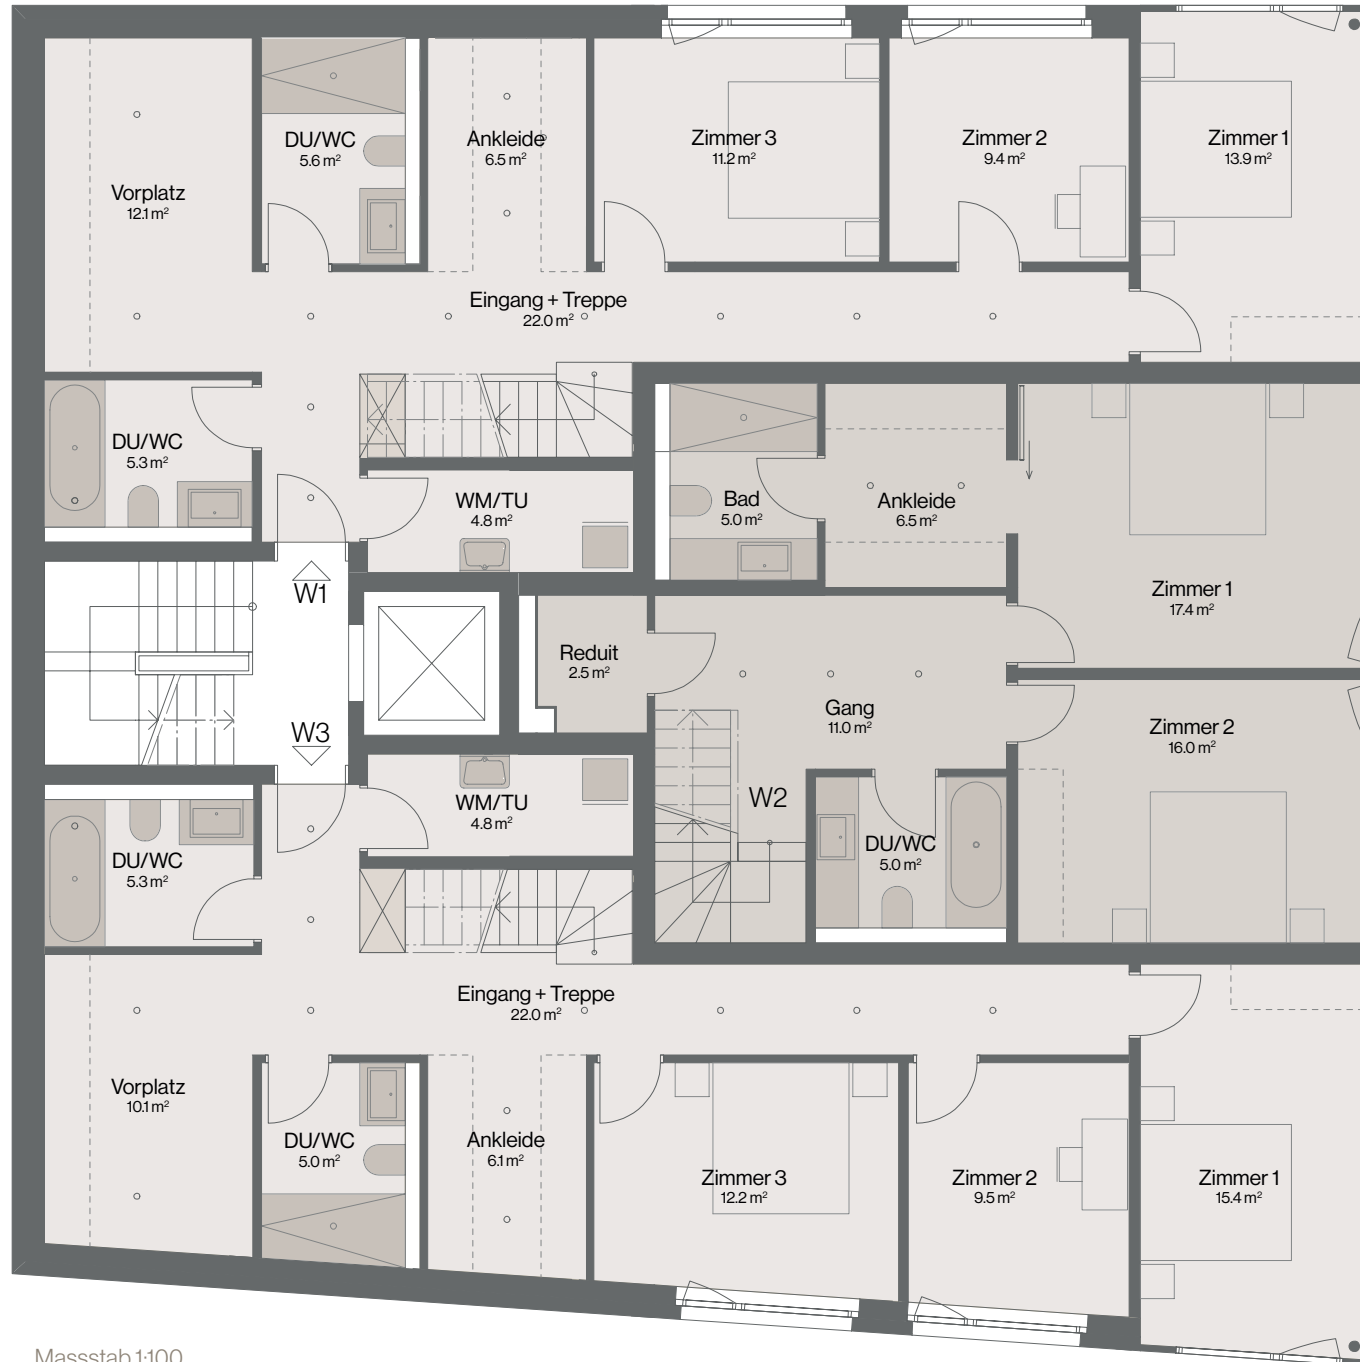 DU/WC
5.6 m²
Ankleide
6.5 m²
Zimmer 3
11.2 m²
Zimmer 2
9.4 m²
Zimmer 1
13.9 m²
Vorplatz
12.1 m²
Eingang + Treppe
22.0 m²
DU/WC
5.3 m²
WM/TU
4.8 m²
Bad
5.0 m²
Ankleide
6.5 m²
Zimmer 1
17.4 m²
W1
Reduit
2.5 m²
Gang
11.0 m²
Zimmer 2
16.0 m²
W3
W2
WM/TU
4.8 m²
DU/WC
5.0 m²
DU/WC
5.3 m²
Eingang + Treppe
22.0 m²
Vorplatz
10.1 m²
DU/WC
5.0 m²
Ankleide
6.1 m²
Zimmer 3
12.2 m²
Zimmer 2
9.5 m²
Zimmer 1
15.4 m²
Massstab 1:100